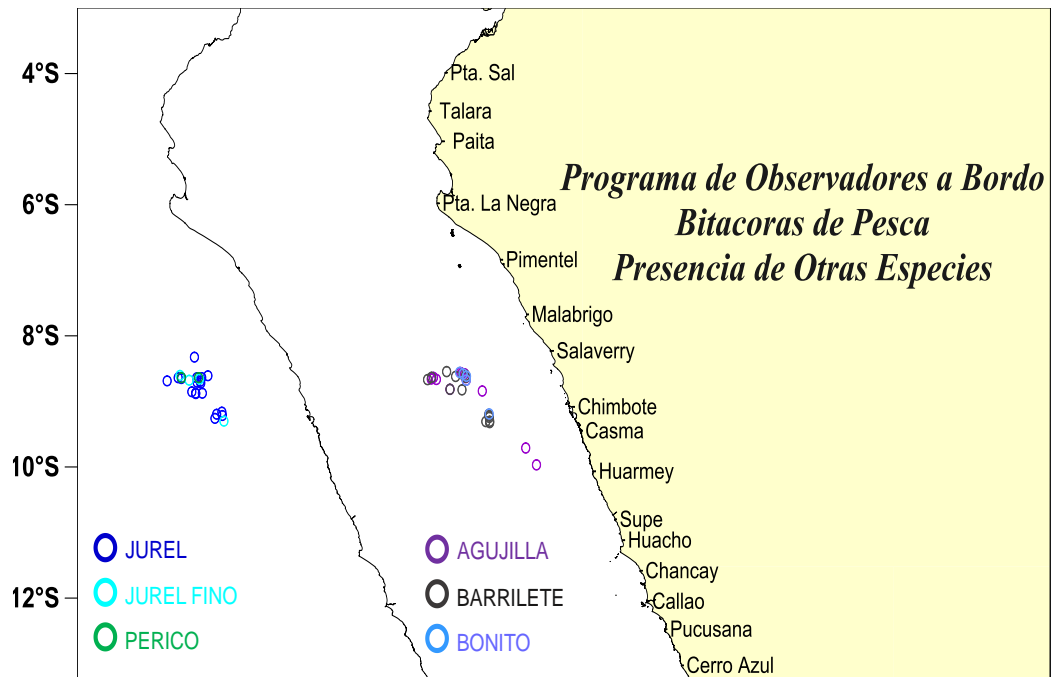 4°S
Pta. Sal
Talara
Paita
Programa de Observadores a Bordo
Bitacoras de Pesca
Presencia de Otras Especies
6°S
Pta. La Negra
Pimentel
Malabrigo
8°S
Salaverry
Chimbote
Casma
10°S
Huarmey
Supe
Huacho
JUREL
AGUJILLA
Chancay
12°S
JUREL FINO
BARRILETE
Callao
Pucusana
PERICO
BONITO
Cerro Azul